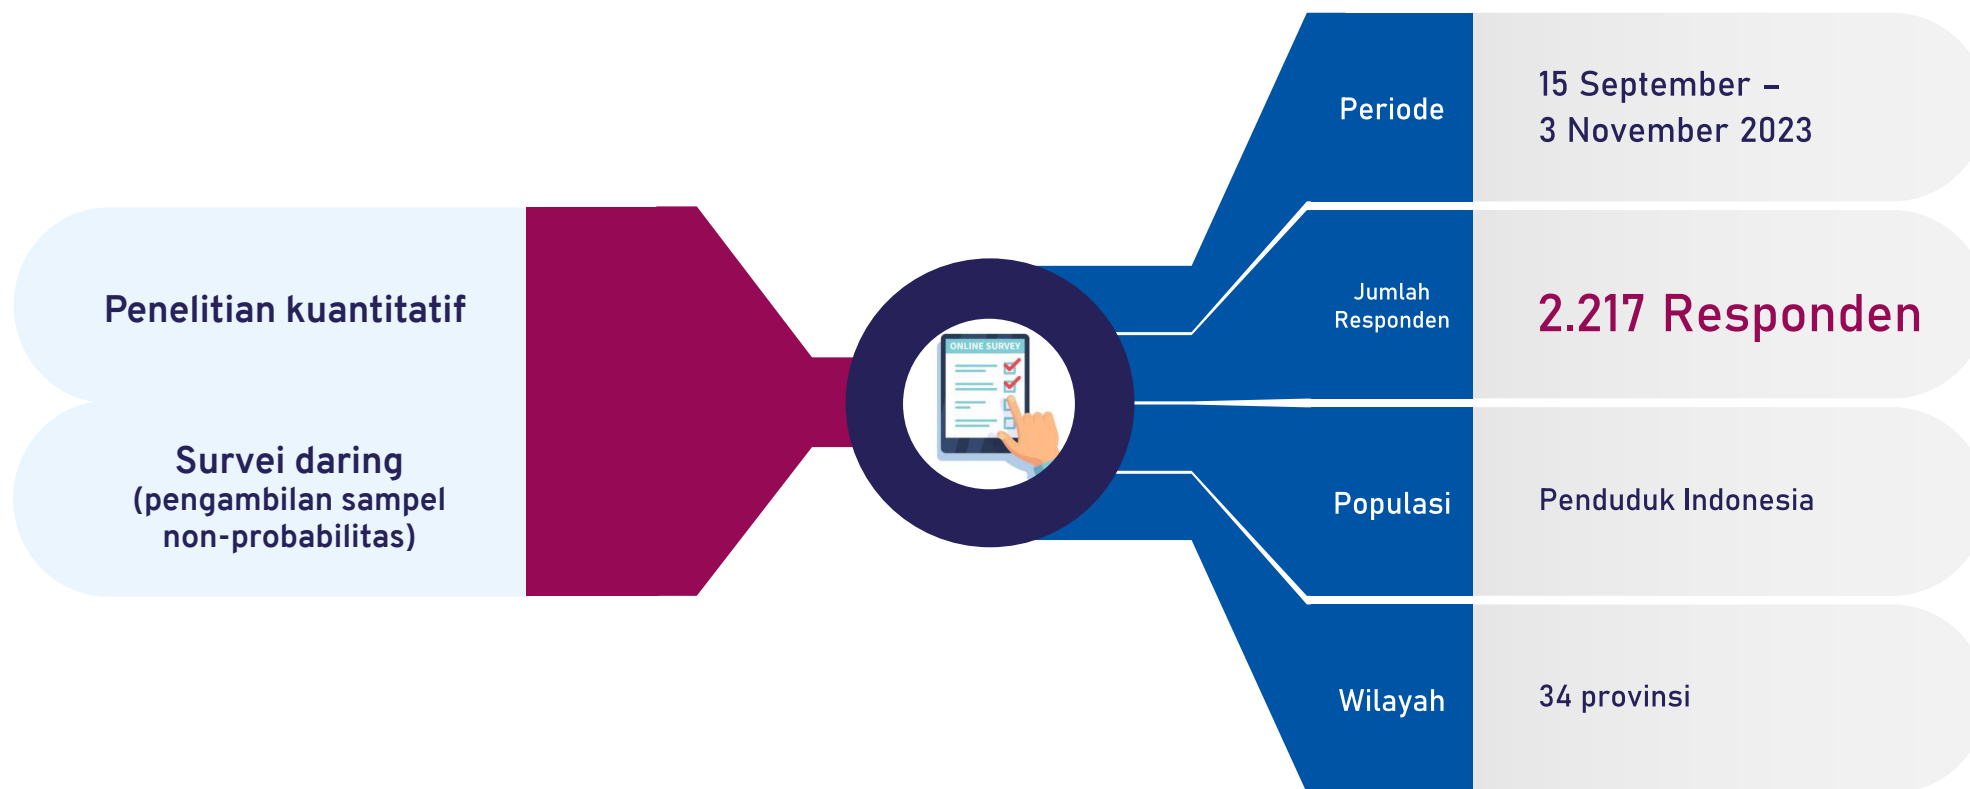 Penelitian kuantitatif
Survei daring
(pengambilan sampel
non-probabilitas)
ONLINE SURVEY
Periode
15 September –
3 November 2023
Jumlah
Responden
2.217 Responden
Populasi
Penduduk Indonesia
Wilayah
34 provinsi